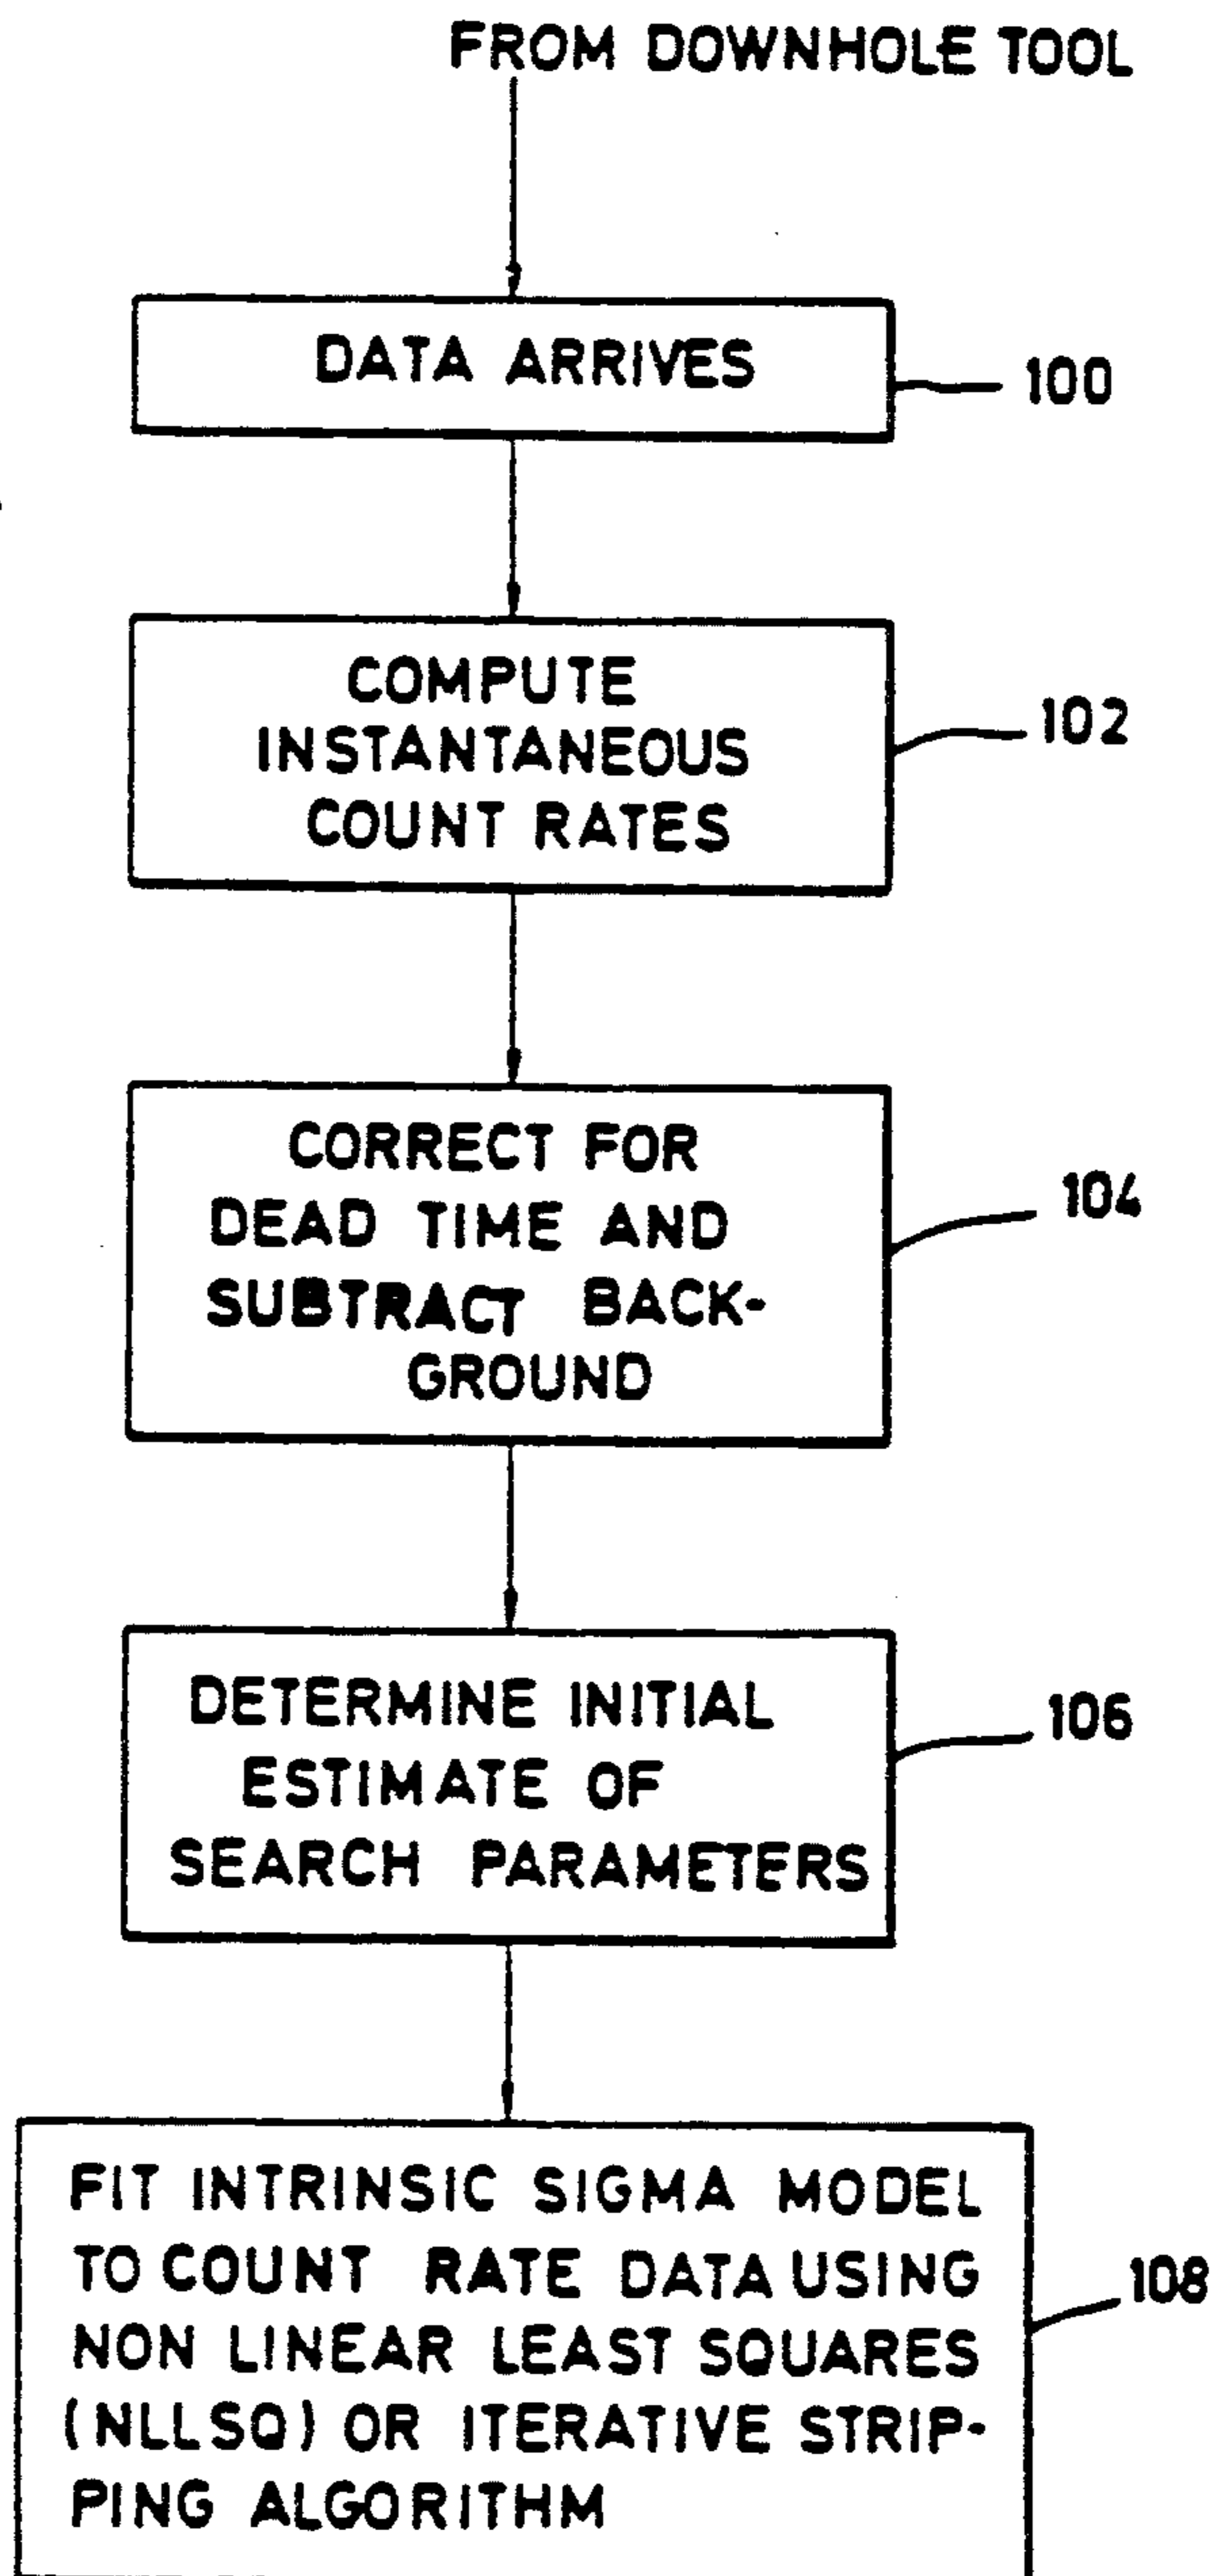 FROM DOWNHOLE TOOL
DATA ARRIVES
100
COMPUTE
INSTANTANEOUS
COUNT RATES
102
CORRECT FOR
DEAD TIME AND
SUBTRACT BACK-
GROUND
104
DETERMINE INITIAL
ESTIMATE OF
SEARCH PARAMETERS
106
FIT INTRINSIC SIGMA MODEL
TO COUNT RATE DATA USING
NON LINEAR LEAST SQUARES
(NLLSQ) OR ITERATIVE STRIP-
PING ALGORITHM
108